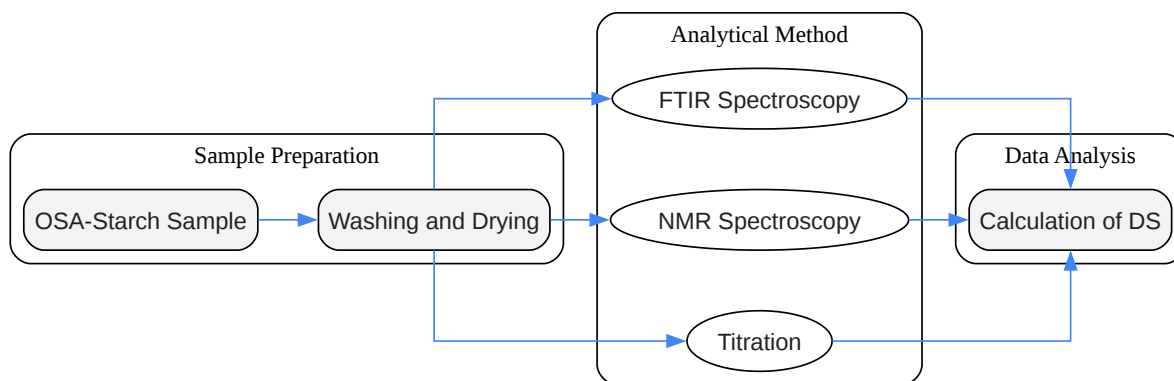 Sample Preparation
OSA-Starch Sample
Washing and Drying
Analytical Method
FTIR Spectroscopy
NMR Spectroscopy
Titration
Data Analysis
Calculation of DS